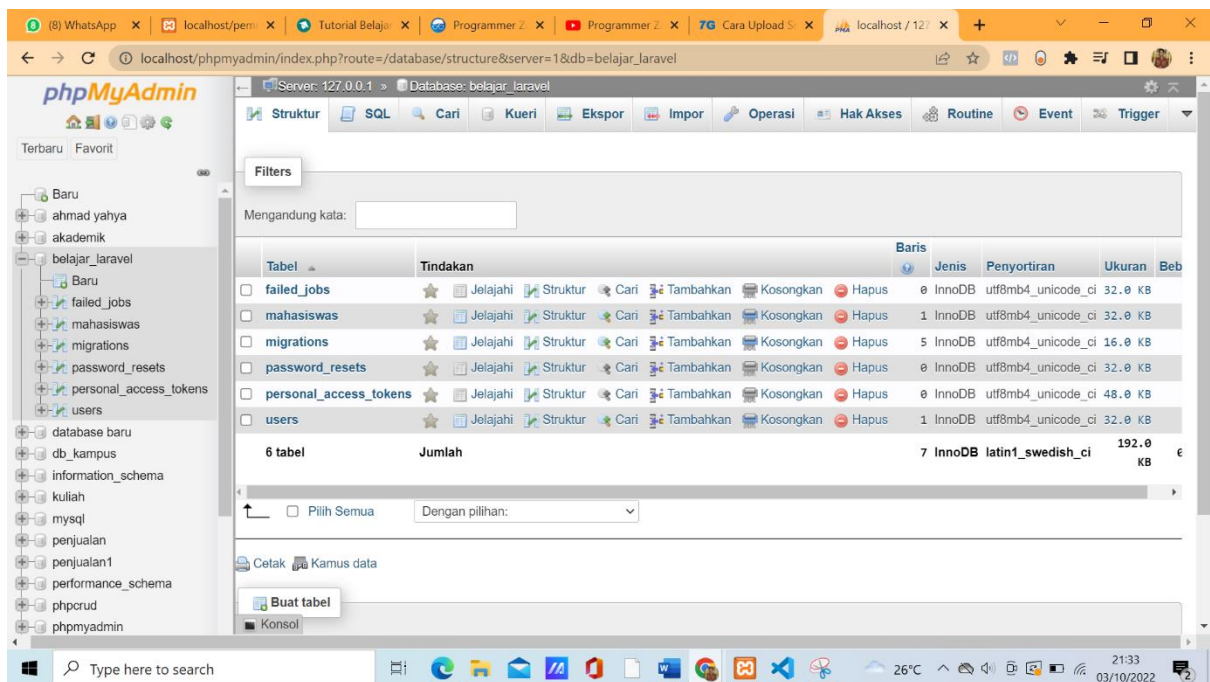 (8) WhatsApp localhost/pem Tutorial Belaja Programmer Z Programmer Z 7G Cara Upload S localhost / 127
localhost/phpmyadmin/index.php?route=/database/structure&server=1&db=belajar_laravel
phpMyAdmin
Terbaru Favorit
Baru
ahmad yahya
akademik
belajar_laravel
Baru
failed_jobs
mahasiswas
migrations
password_resets
personal_access_tokens
users
database baru
db_kampus
information_schema
kuliah
mysql
penjualan
penjualan1
performance_schema
phpcrud
phpmyadmin
Server: 127.0.0.1 » Database: belajar_laravel
Struktur SQL Cari Kueri Ekspor Impor Operasi Hak Akses Routine Event Trigger
Filters
Mengandung kata:
Tabel Tindakan Baris Jenis Penyortiran Ukuran Beb
failed_jobs Jelajahi Struktur Cari Tambahkan Kosongkan Hapus 0 InnoDB utf8mb4_unicode_ci 32.0 KB
mahasiswas Jelajahi Struktur Cari Tambahkan Kosongkan Hapus 1 InnoDB utf8mb4_unicode_ci 32.0 KB
migrations Jelajahi Struktur Cari Tambahkan Kosongkan Hapus 5 InnoDB utf8mb4_unicode_ci 16.0 KB
password_resets Jelajahi Struktur Cari Tambahkan Kosongkan Hapus 0 InnoDB utf8mb4_unicode_ci 32.0 KB
personal_access_tokens Jelajahi Struktur Cari Tambahkan Kosongkan Hapus 0 InnoDB utf8mb4_unicode_ci 48.0 KB
users Jelajahi Struktur Cari Tambahkan Kosongkan Hapus 1 InnoDB utf8mb4_unicode_ci 32.0 KB
6 tabel Jumlah 7 InnoDB latin1_swedish_ci 192.0
KB
Pilih Semua Dengan pilihan:
Cetak Kamus data
Buat tabel
Konsol
Type here to search 26°C 21:33
03/10/2022